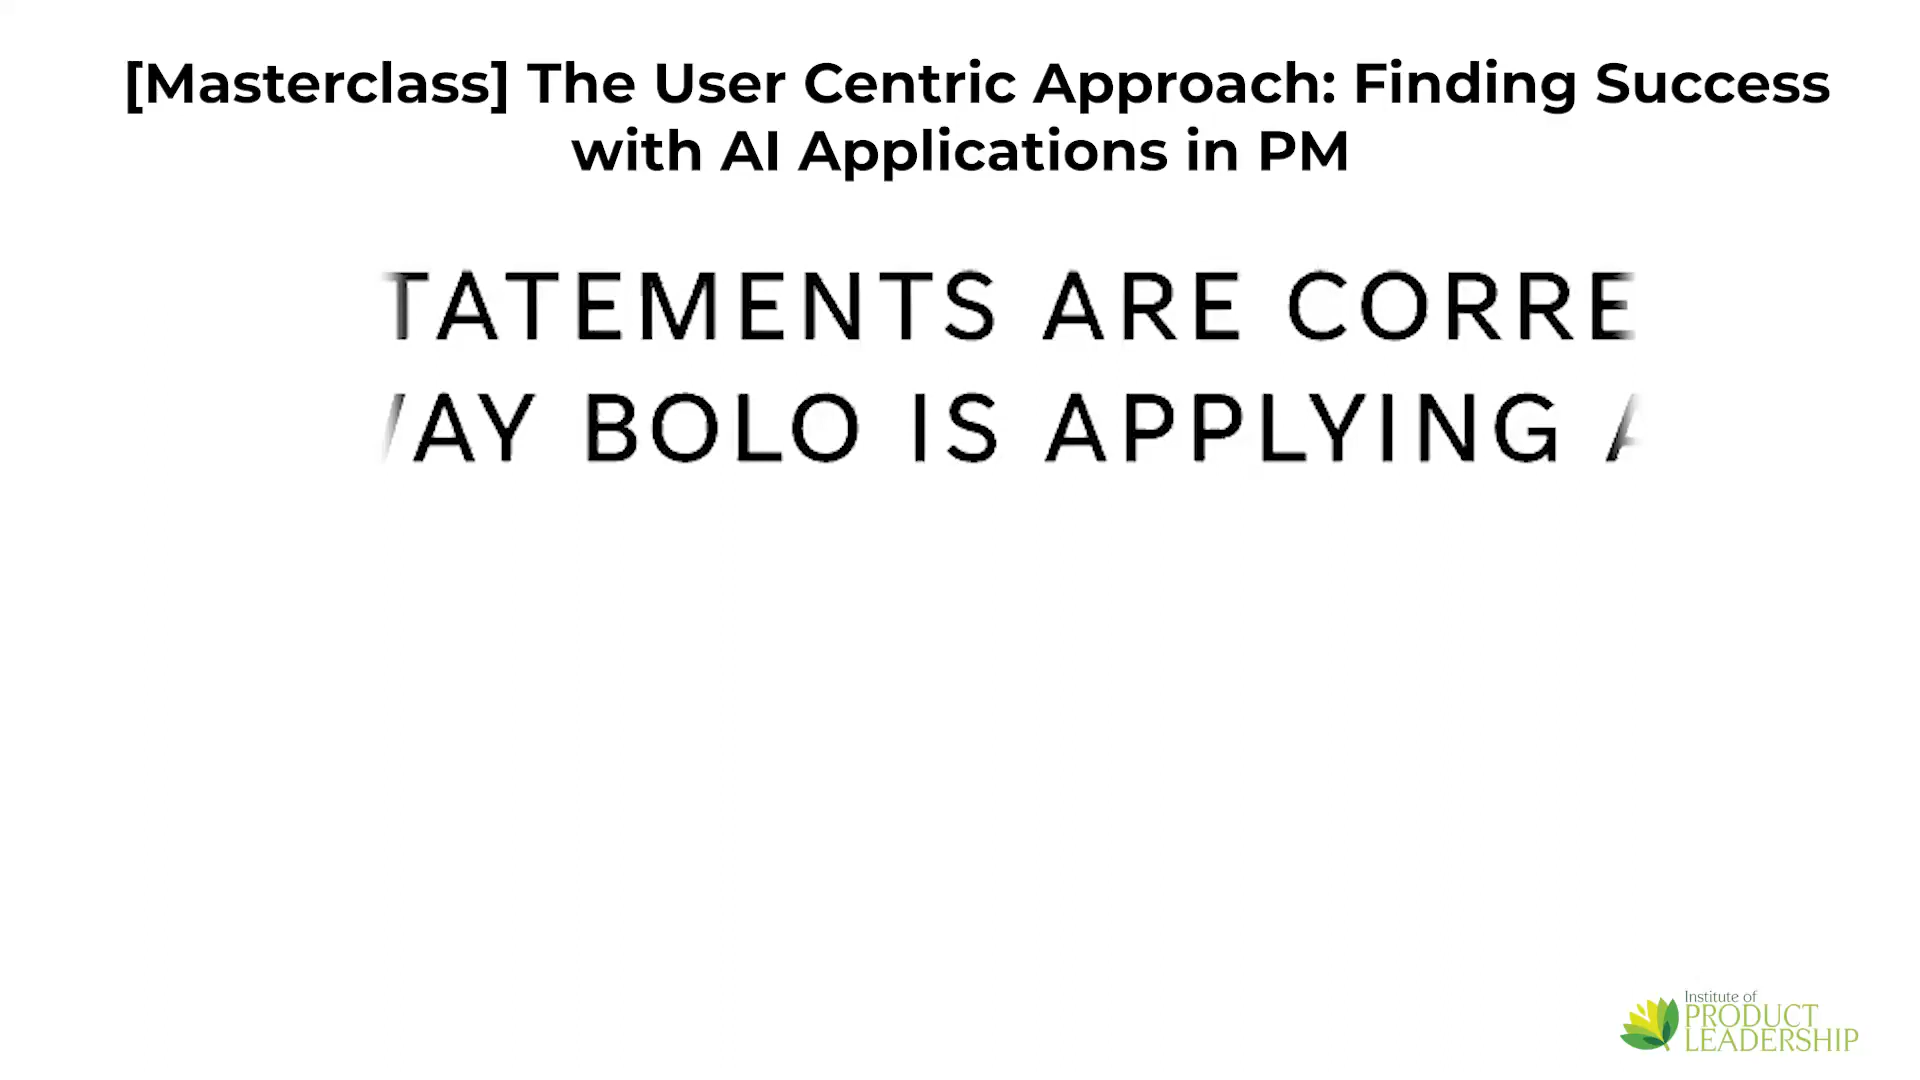 [Masterclass] The User Centric Approach: Finding Success
with AI Applications in PM
TATEMENTS ARE CORRE
AY BOLO IS APPLYING
Institute of
PRODUCT
LEADERSHIP